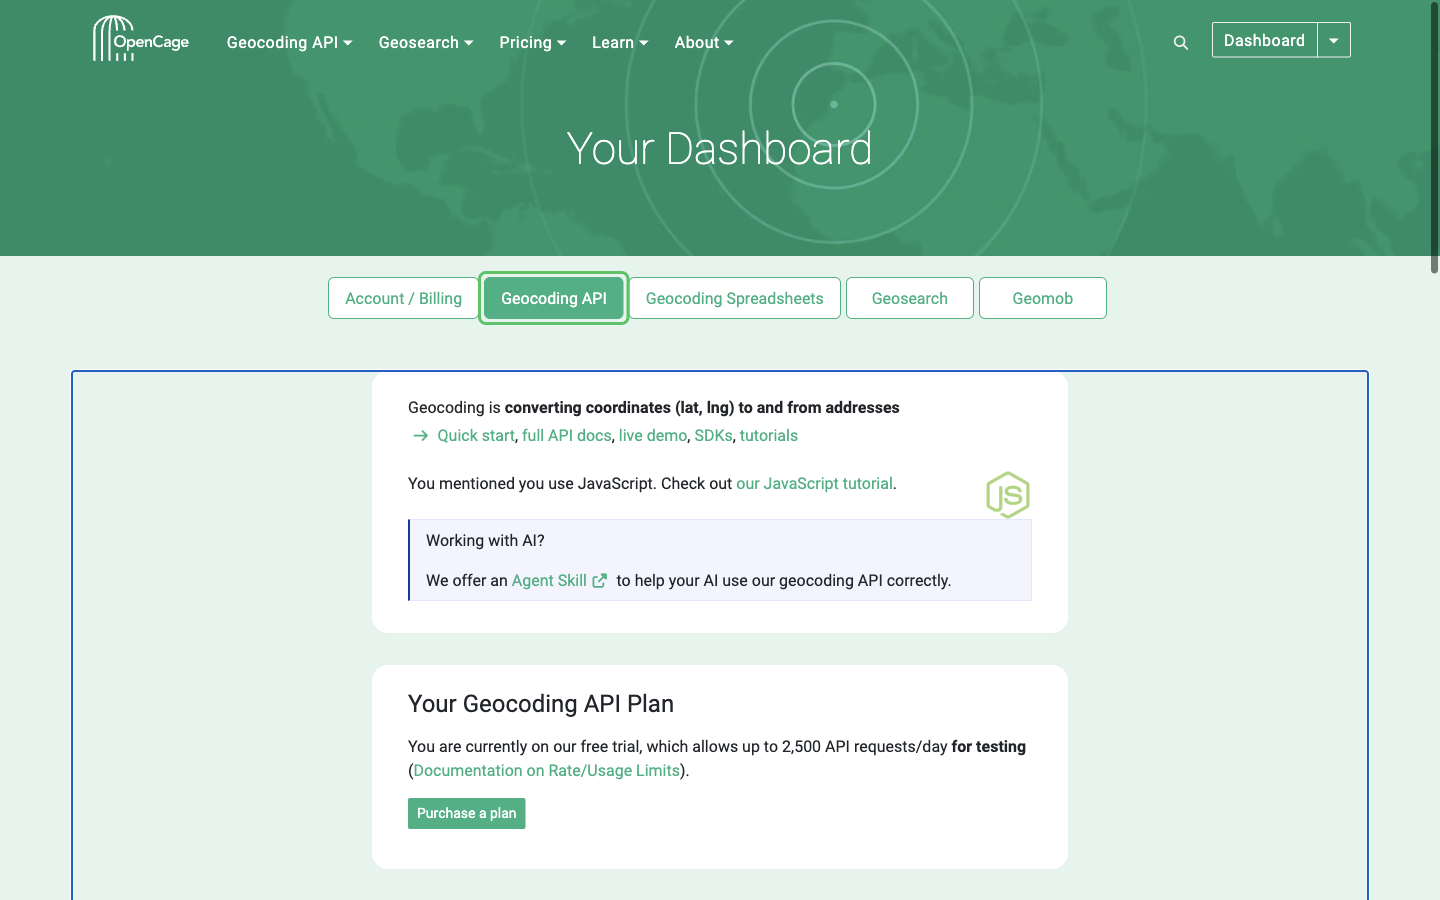 OpenCage
Geocoding API
Geosearch
Pricing
Learn
About
Dashboard
Your Dashboard
Account / Billing
Geocoding API
Geocoding Spreadsheets
Geosearch
Geomob
Geocoding is converting coordinates (lat, lng) to and from addresses
→ Quick start, full API docs, live demo, SDKs, tutorials
You mentioned you use JavaScript. Check out our JavaScript tutorial.
JS
Working with AI?
We offer an Agent Skill to help your AI use our geocoding API correctly.
Your Geocoding API Plan
You are currently on our free trial, which allows up to 2,500 API requests/day for testing
(Documentation on Rate/Usage Limits).
Purchase a plan